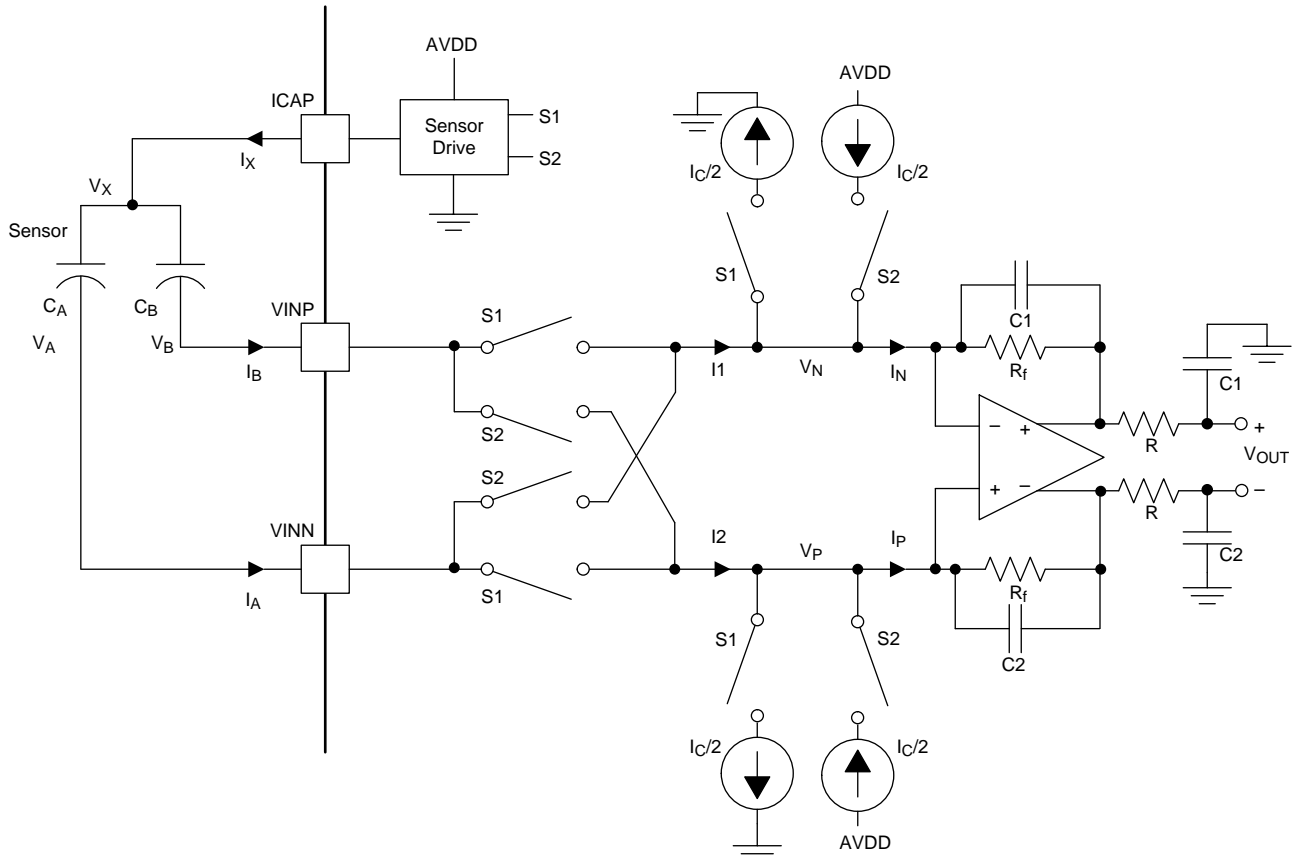 AVDD
ICAP
Sensor
Drive
S1
S2
IX
VX
Sensor
CA
CB
VA
VB
VINP
IB
VINN
IA
S1
S2
S2
S1
AVDD
IC/2
IC/2
S1
S2
I1
VN
IN
C1
Rf
− +
+ −
R
C1
+
VOUT
−
R
C2
I2
VP
IP
Rf
C2
S1
S2
IC/2
IC/2
AVDD